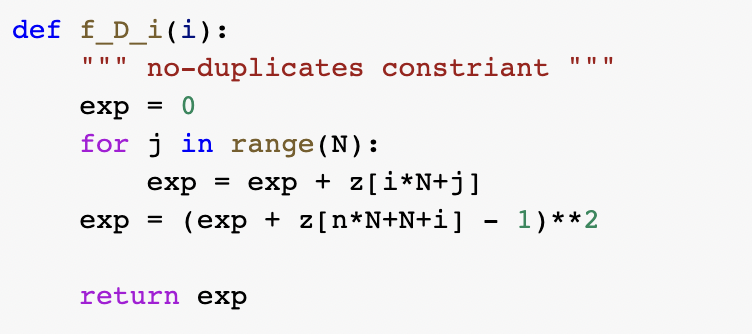 def f_D_i(i):
    """ no-duplicates constriant """
    exp = 0
    for j in range(N):
        exp = exp + z[i*N+j]
    exp = (exp + z[n*N+N+i] - 1)**2

    return exp